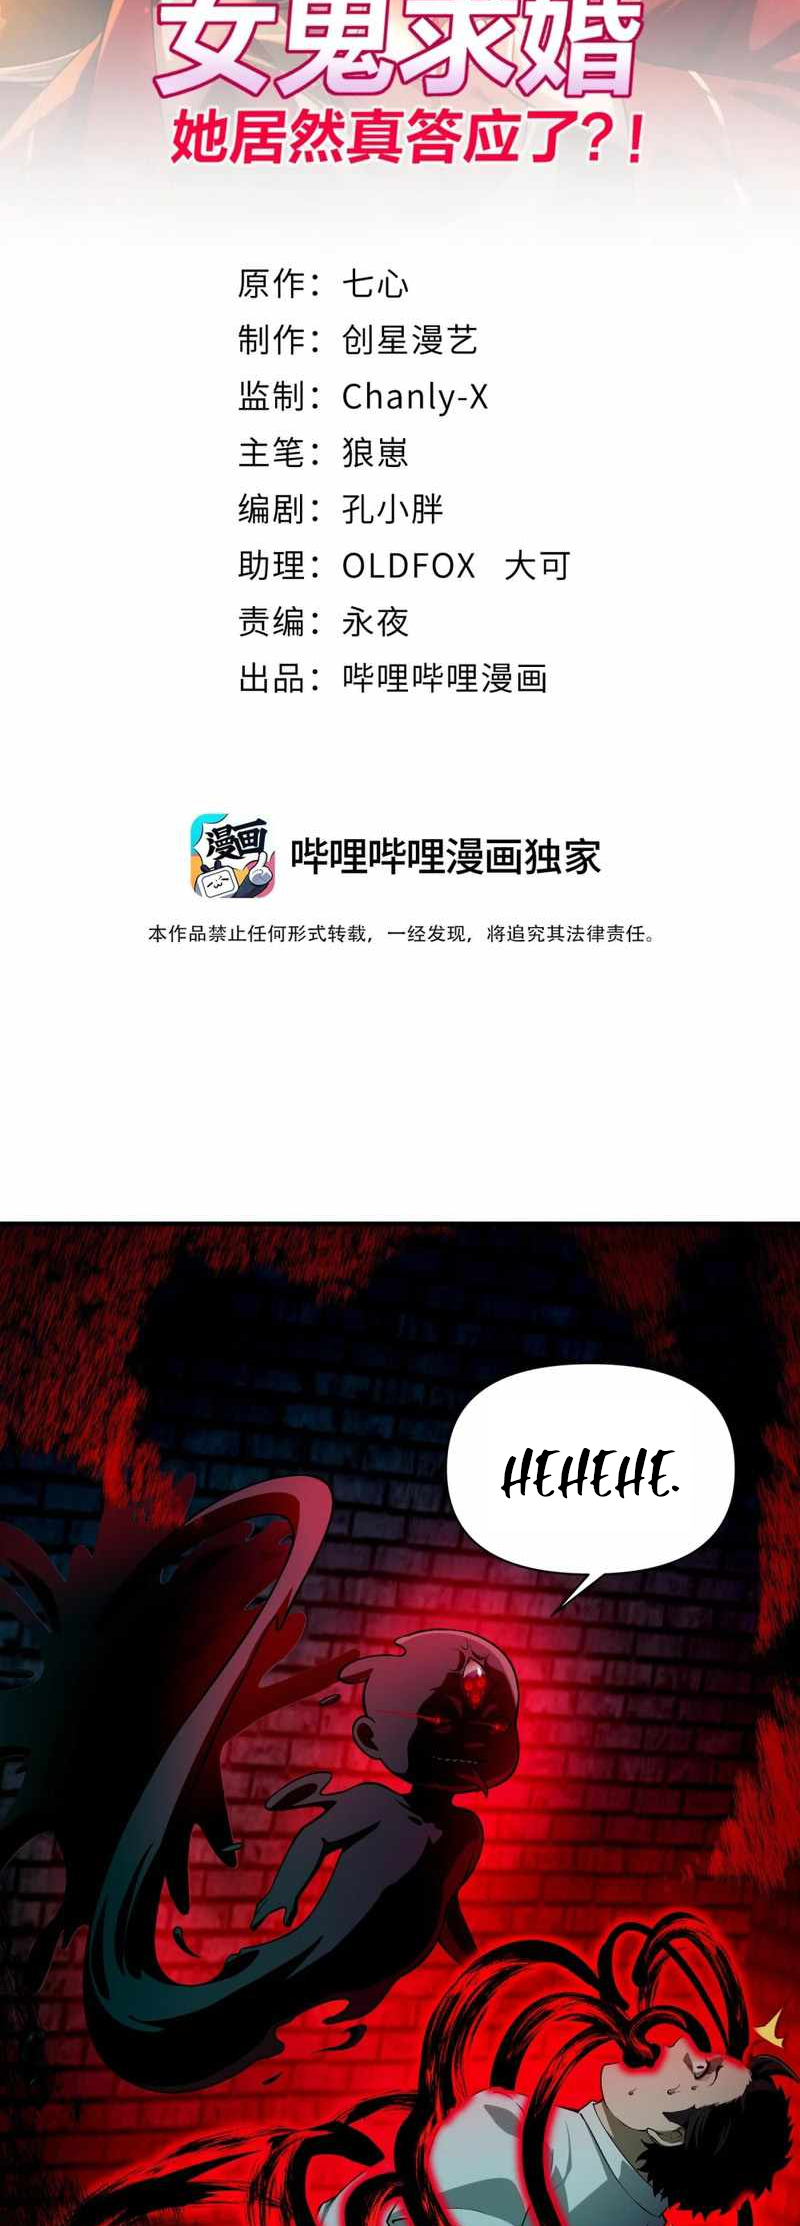 女鬼求婚
她居然真答应了?!
原作：七心
制作：创星漫艺
监制：Chanly-X
主笔：狼崽
编剧：孔小胖
助理：OLDFOX 大可
责编：永夜
出品：哔哩哔哩漫画
漫画
哔哩哔哩漫画独家
本作品禁止任何形式转载，一经发现，将追究其法律责任。
HEHEHE.